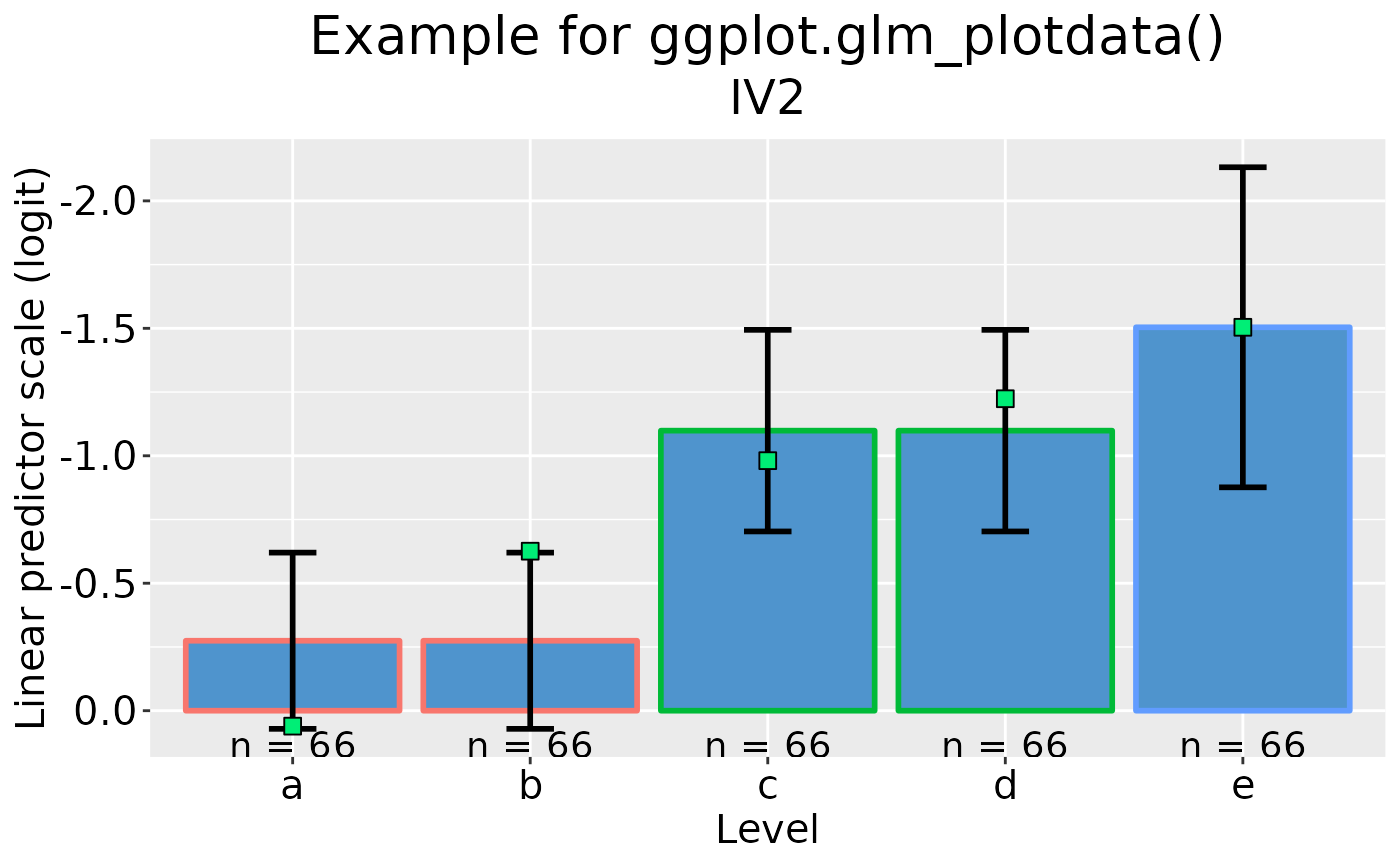 Example for ggplot.glm_plotdata()
IV2
Linear predictor scale (logit)
-2.0
-1.5
-1.0
-0.5
0.0
n = 66 n = 66 n = 66 n = 66 n = 66
a b c d e
Level